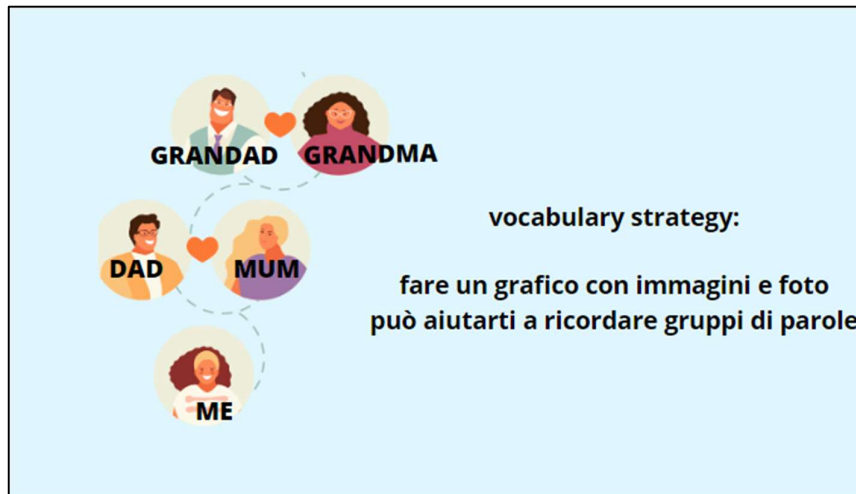 GRANDAD GRANDMA
DAD MUM
ME
vocabulary strategy:
fare un grafico con immagini e foto
può aiutarti a ricordare gruppi di parole